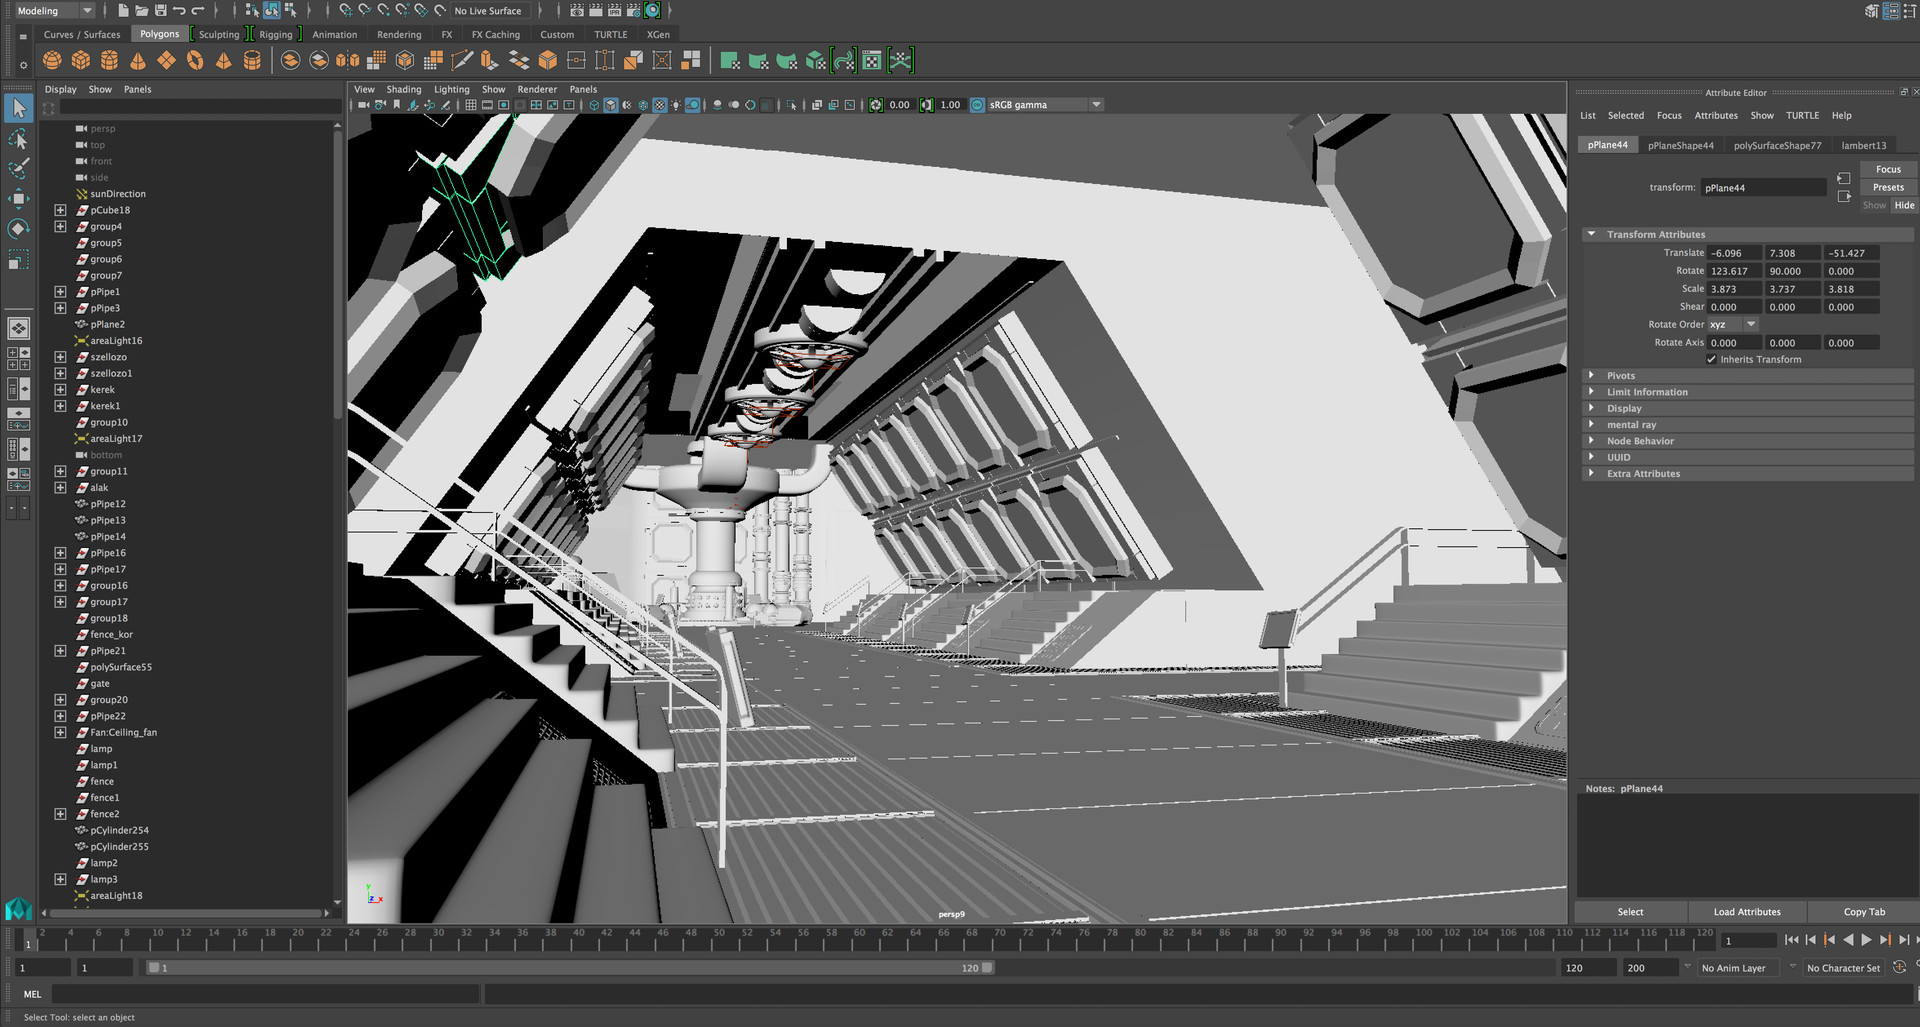 Modeling
No Live Surface
Curves / Surfaces Polygons Sculpting Rigging Animation Rendering FX FX Caching Custom TURTLE XGen
Display Show Panels
persp
top
front
side
sunDirection
pCube18
group4
group5
group6
group7
pPipe1
pPipe3
pPlane2
areaLight16
szellozo
szellozo1
kerek
kerek1
group10
areaLight17
bottom
group11
alak
pPipe12
pPipe13
pPipe14
pPipe16
pPipe17
group16
group17
group18
fence_kor
pPipe21
polySurface55
gate
group20
pPipe22
Fan:Ceiling_fan
lamp
lamp1
fence
fence1
fence2
pCylinder254
pCylinder255
lamp2
lamp3
areaLight18
View Shading Lighting Show Renderer Panels
0.00 1.00 sRGB gamma
y
z x
persp9
Attribute Editor
List Selected Focus Attributes Show TURTLE Help
pPlane44 pPlaneShape44 polySurfaceShape77 lambert13
Focus
transform: pPlane44
Presets
Show Hide
Transform Attributes
Translate -6.096 7.308 -51.427
Rotate 123.617 90.000 0.000
Scale 3.873 3.737 3.818
Shear 0.000 0.000 0.000
Rotate Order xyz
Rotate Axis 0.000 0.000 0.000
Inherits Transform
Pivots
Limit Information
Display
mental ray
Node Behavior
UUID
Extra Attributes
Notes: pPlane44
Select Load Attributes Copy Tab
2 4 6 8 10 12 14 16 18 20 22 24 26 28 30 32 34 36 38 40 42 44 46 48 50 52 54 56 58 60 62 64 66 68 70 72 74 76 78 80 82 84 86 88 90 92 94 96 98 100 102 104 106 108 110 112 114 116 118 120
1 1
1 1 1 120 120 200 No Anim Layer No Character Set
MEL
Select Tool: select an object